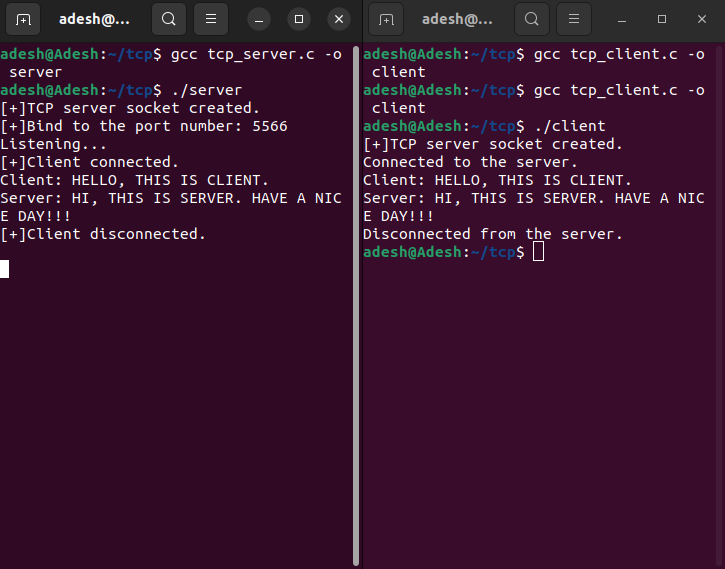 adesh@A...
adesh@Adesh:~/tcp$ gcc tcp_server.c -o
server
adesh@Adesh:~/tcp$ ./server
[+]TCP server socket created.
[+]Bind to the port number: 5566
Listening...
[+]Client connected.
Client: HELLO, THIS IS CLIENT.
Server: HI, THIS IS SERVER. HAVE A NIC
E DAY!!!
[+]Client disconnected.
adesh@...
adesh@Adesh:~/tcp$ gcc tcp_client.c -o
client
adesh@Adesh:~/tcp$ gcc tcp_client.c -o
client
adesh@Adesh:~/tcp$ ./client
[+]TCP server socket created.
Connected to the server.
Client: HELLO, THIS IS CLIENT.
Server: HI, THIS IS SERVER. HAVE A NIC
E DAY!!!
Disconnected from the server.
adesh@Adesh:~/tcp$